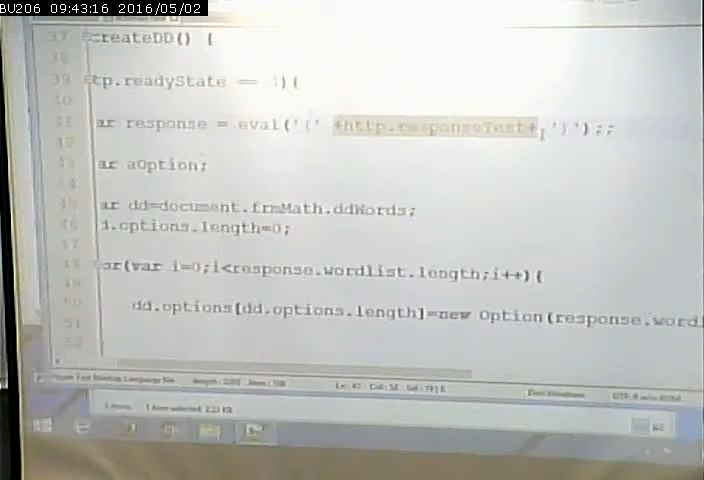 BU206 09:43:16 2016/05/02
37 createDD() {
38
39 tp.readyState == 4){
40
41 ar response = eval('(' +http.responseText+ ')');;
42
43 ar aOption;
44
45 ar dd=document.frmMath.ddWords;
46 d.options.length=0;
47
48 or(var i=0;i<response.wordlist.length;i++){
49
50 dd.options[dd.options.length]=new Option(response.wordl
51
52